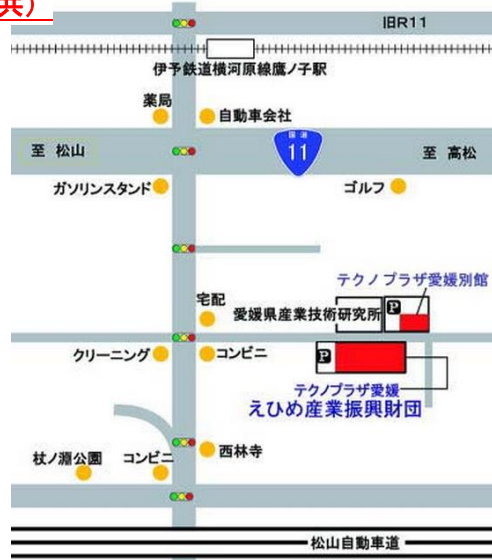 共)
旧R11
伊予鉄道横河原線鷹ノ子駅
薬局
自動車会社
国道
11
至 松山
至 高松
ガソリンスタンド
ゴルフ
テクノプラザ愛媛別館
宅配
愛媛県産業技術研究所
P
クリーニング
コンビニ
P
テクノプラザ愛媛
えひめ産業振興財団
西林寺
杖ノ淵公園
コンビニ
松山自動車道